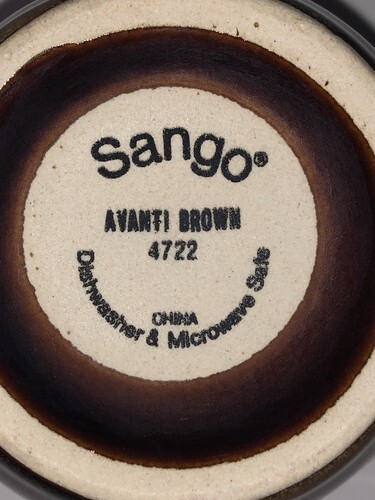 Sango®
AVANTI BROWN
4722
CHINA
Dishwasher & Microwave Safe